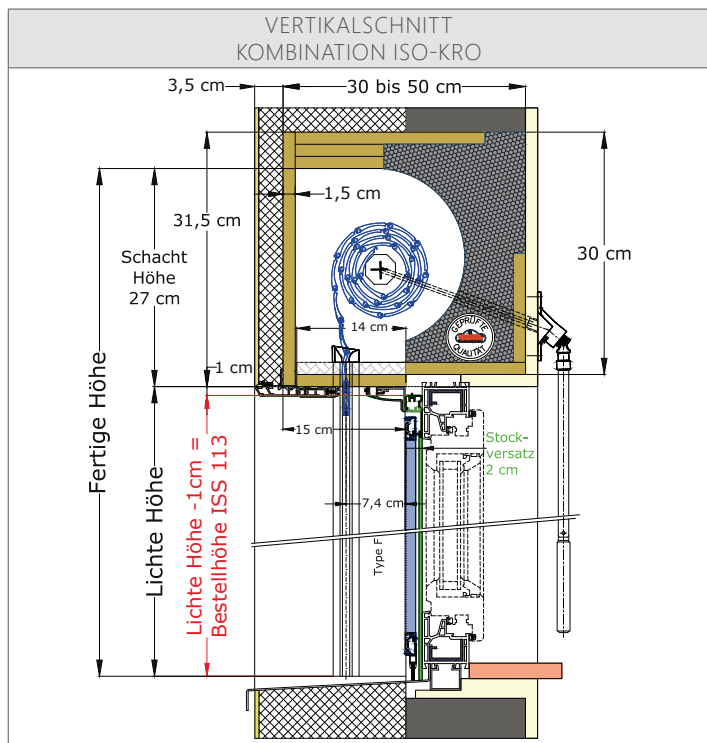 VERTIKALSCHNITT
KOMBINATION ISO-KRO
3,5 cm
30 bis 50 cm
1,5 cm
31,5 cm
Schacht
Höhe
27 cm
30 cm
14 cm
GEPRÜFTE
QUALITÄT
1 cm
15 cm
Stock-
versatz
2 cm
7,4 cm
Type F
Fertige Höhe
Lichte Höhe
Lichte Höhe -1cm =
Bestellhöhe ISS 113